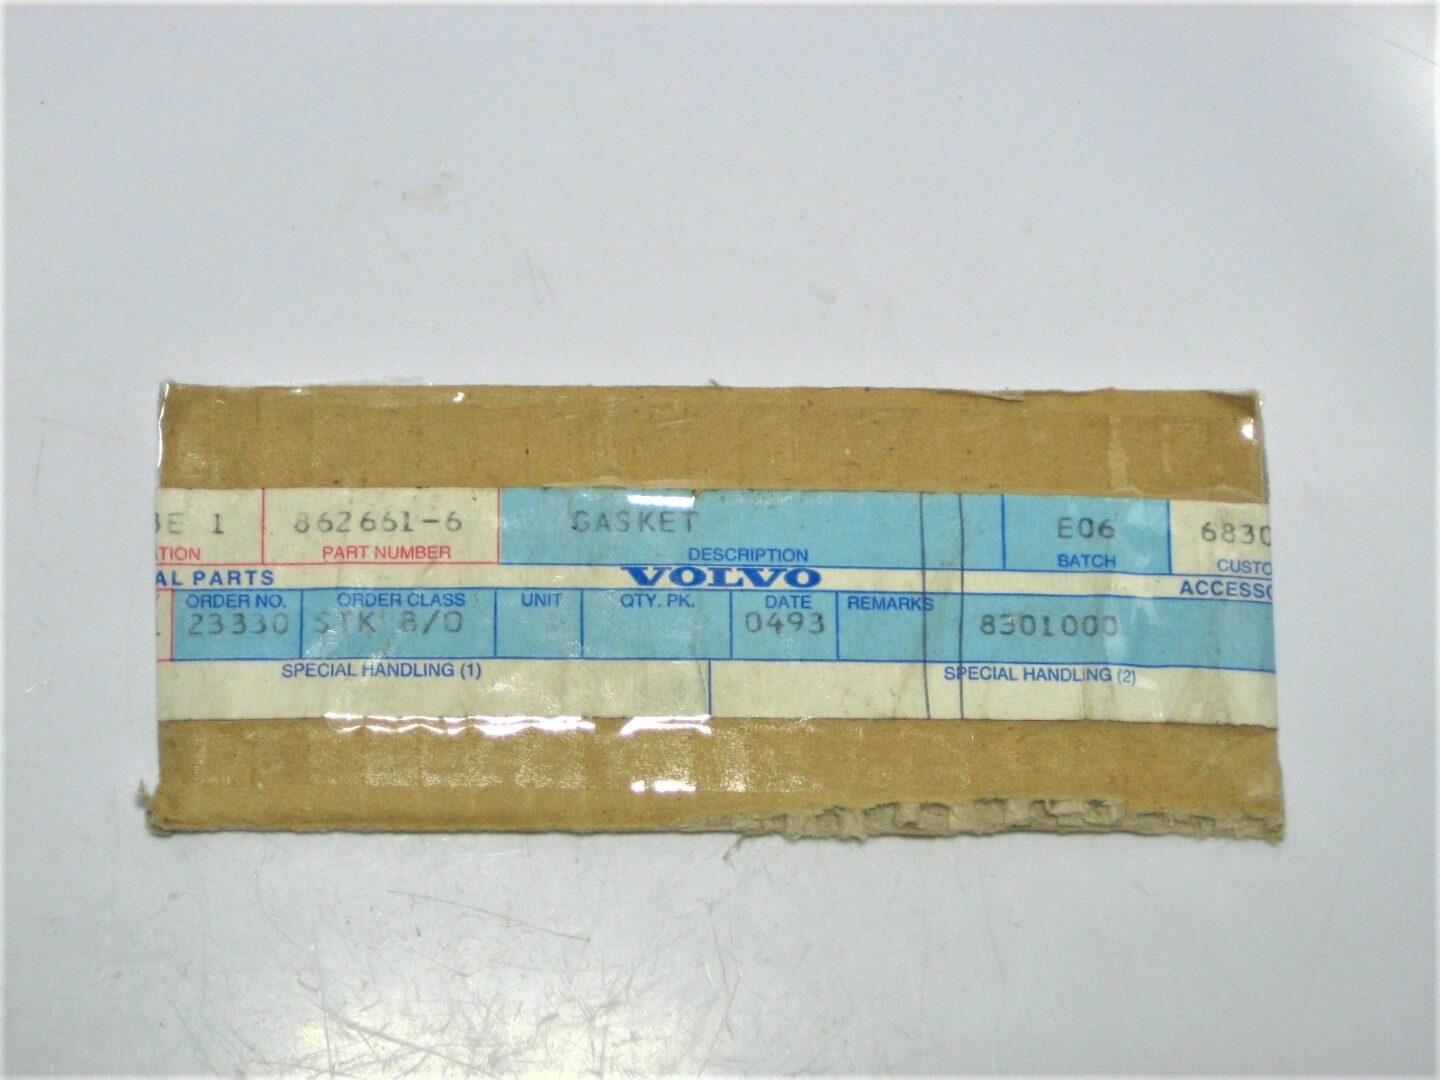 BE 1 862661-6 GASKET E06 6830
TION PART NUMBER DESCRIPTION BATCH CUSTO
AL PARTS VOLVO ACCESSO
ORDER NO. ORDER CLASS UNIT QTY. PK. DATE REMARKS
23330 STK B/O 0493 8301000
SPECIAL HANDLING (1) SPECIAL HANDLING (2)